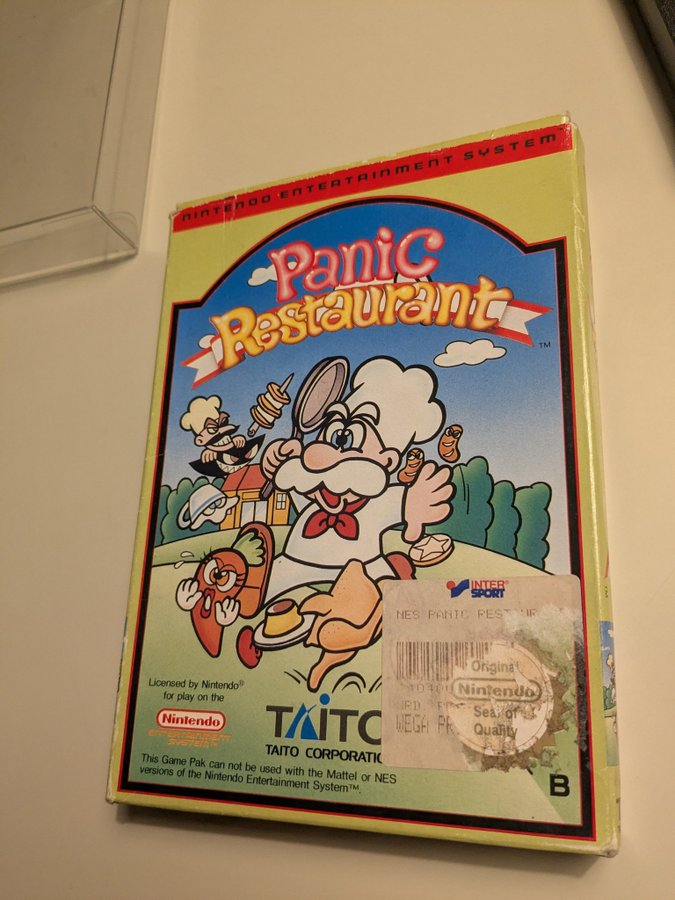 NINTENDO ENTERTAINMENT SYSTEM™
Panic
Restaurant
TM
INTER®
SPORT
NES PANIC
Original
Nintendo
Seal of
Quality
Licensed by Nintendo®
for play on the
Nintendo
ENTERTAINMENT
SYSTEM
TAITO
TAITO CORPORATIO
This Game Pak can not be used with the Mattel or NES
versions of the Nintendo Entertainment System™.
B